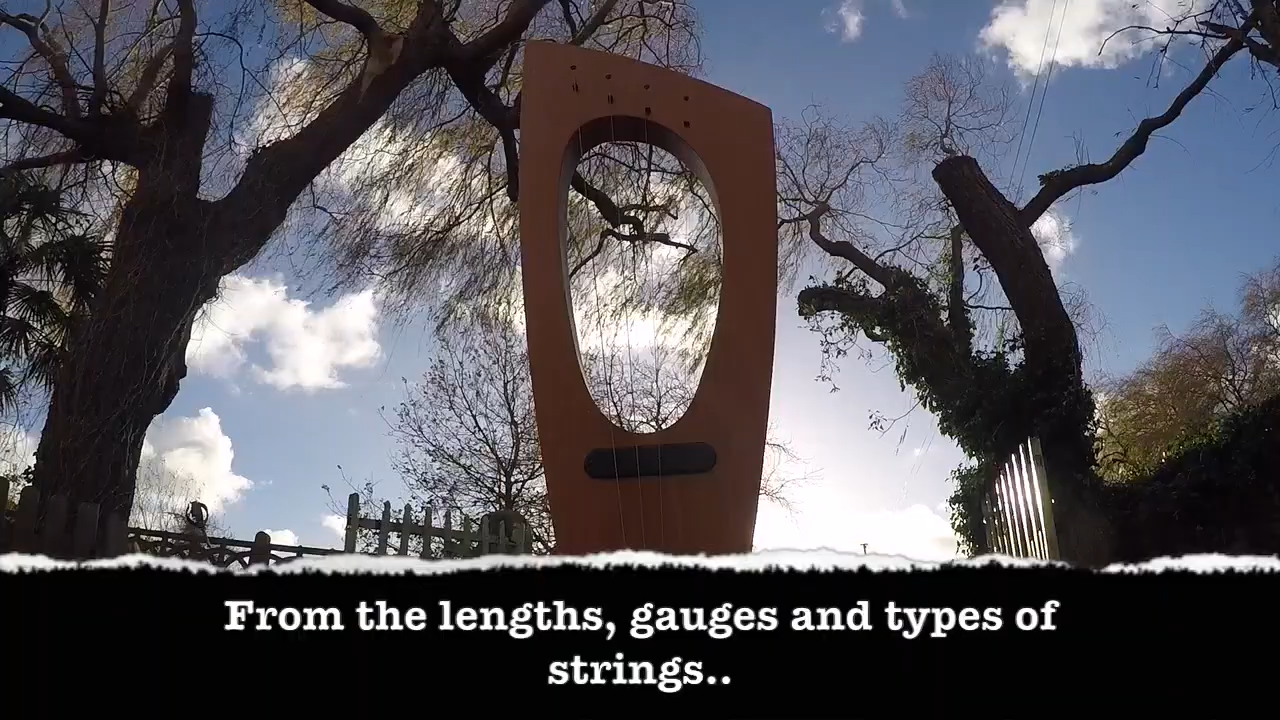 From the lengths, gauges and types of
strings..